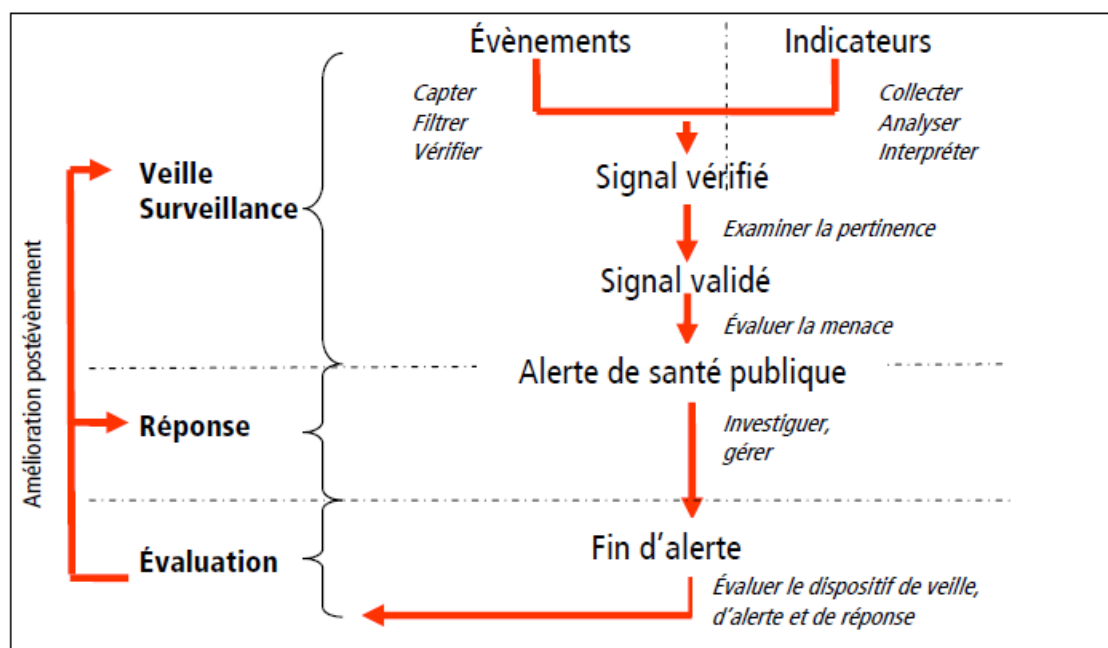 Évènements
Indicateurs
Capter
Filtrer
Vérifier
Collecter
Analyser
Interpréter
Veille
Surveillance
Signal vérifié
Examiner la pertinence
Signal validé
Évaluer la menace
Alerte de santé publique
Réponse
Investiguer,
gérer
Évaluation
Fin d'alerte
Évaluer le dispositif de veille,
d'alerte et de réponse
Amélioration postévènement